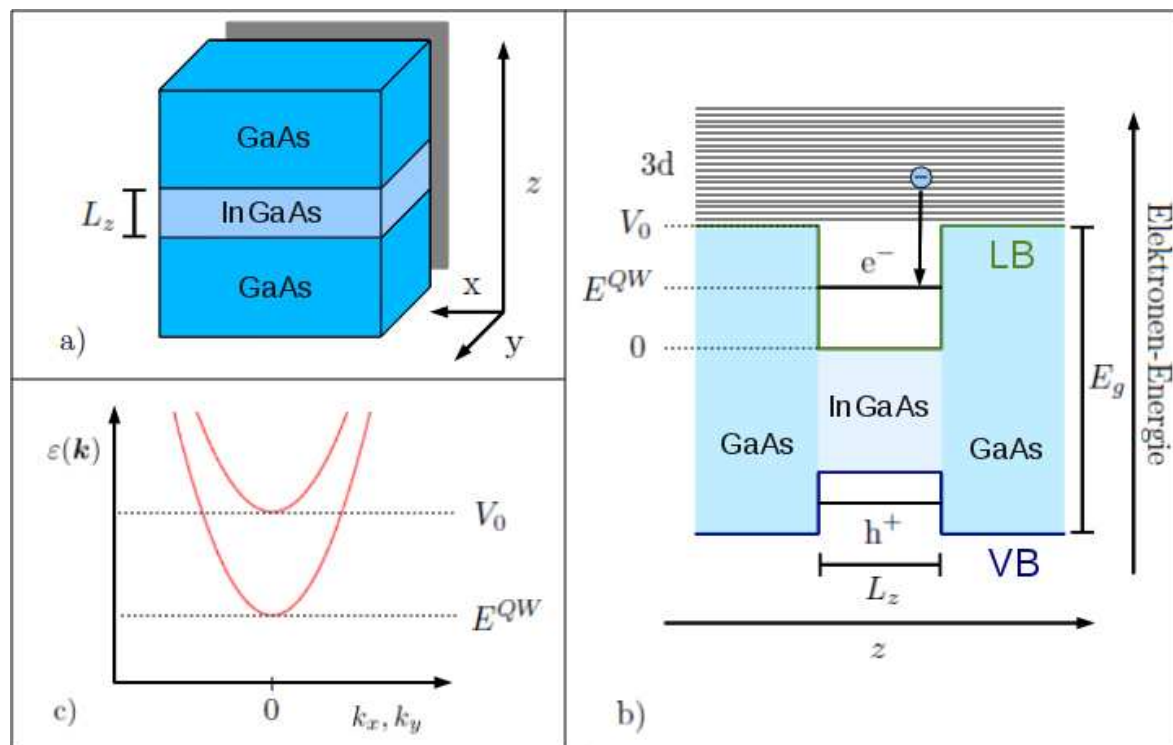 GaAs
InGaAs
GaAs
L_z
z
x
y
a)
ε(k)
V_0
E^{QW}
0
k_x, k_y
c)
3d
V_0
E^{QW}
0
e^-
LB
InGaAs
GaAs
GaAs
h^+
VB
E_g
L_z
z
Elektronen-Energie
b)